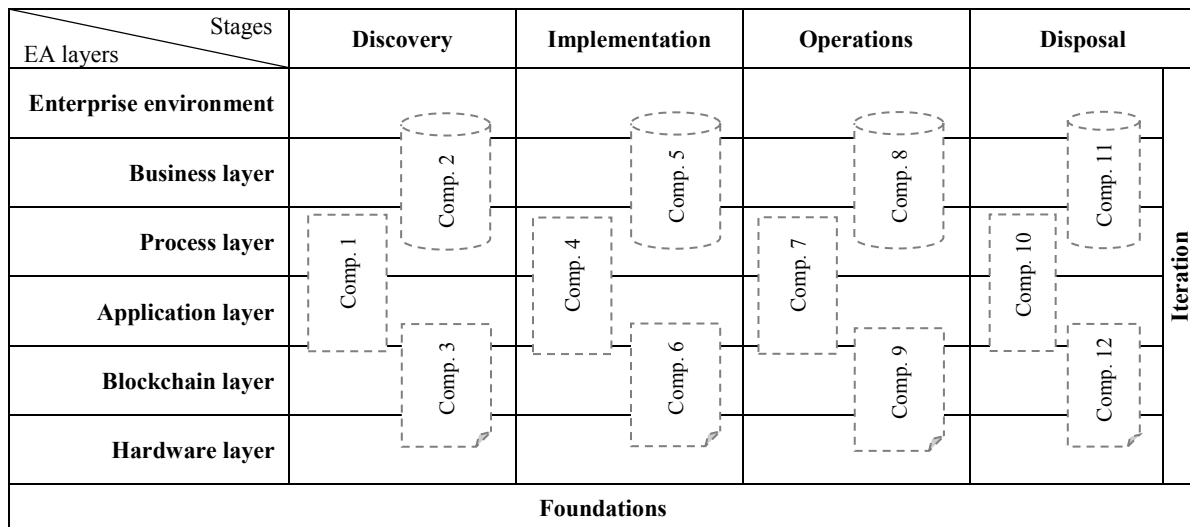 Stages
EA layers
Discovery
Implementation
Operations
Disposal
Enterprise environment
Business layer
Process layer
Application layer
Blockchain layer
Hardware layer
Comp. 1
Comp. 2
Comp. 3
Comp. 4
Comp. 5
Comp. 6
Comp. 7
Comp. 8
Comp. 9
Comp. 10
Comp. 11
Comp. 12
Iteration
Foundations